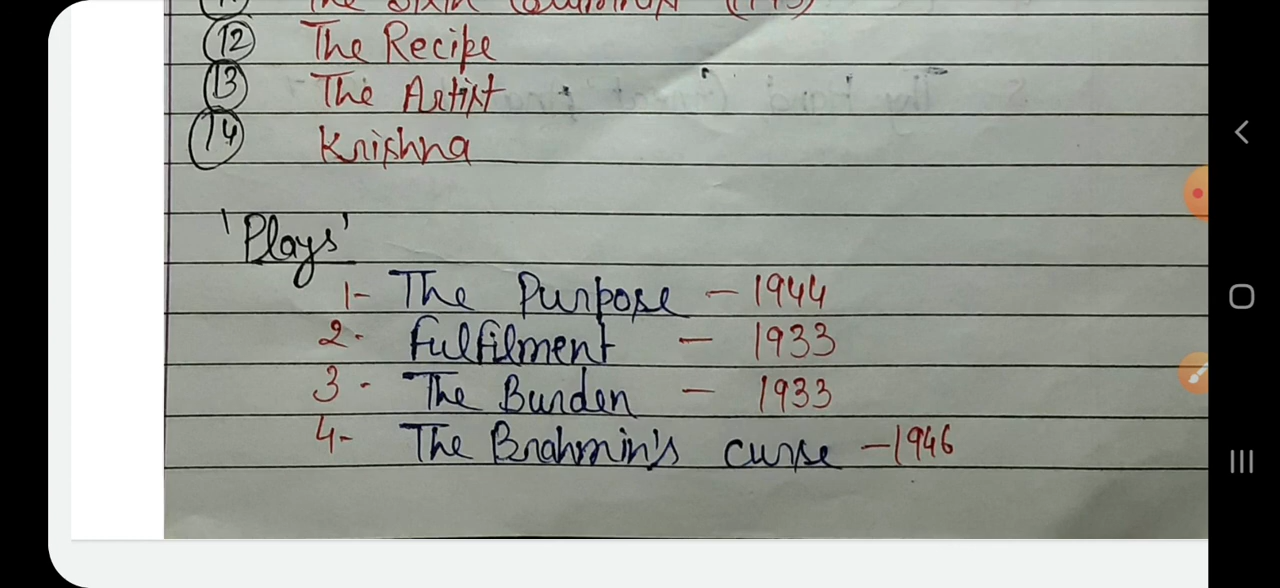 The
(12) The Recipe
(13) The Artist
(14) Krishna
'Plays'
1- The Purpose - 1944
2- Fulfilment - 1933
3- The Burden - 1933
4- The Brahmin's curse - 1946